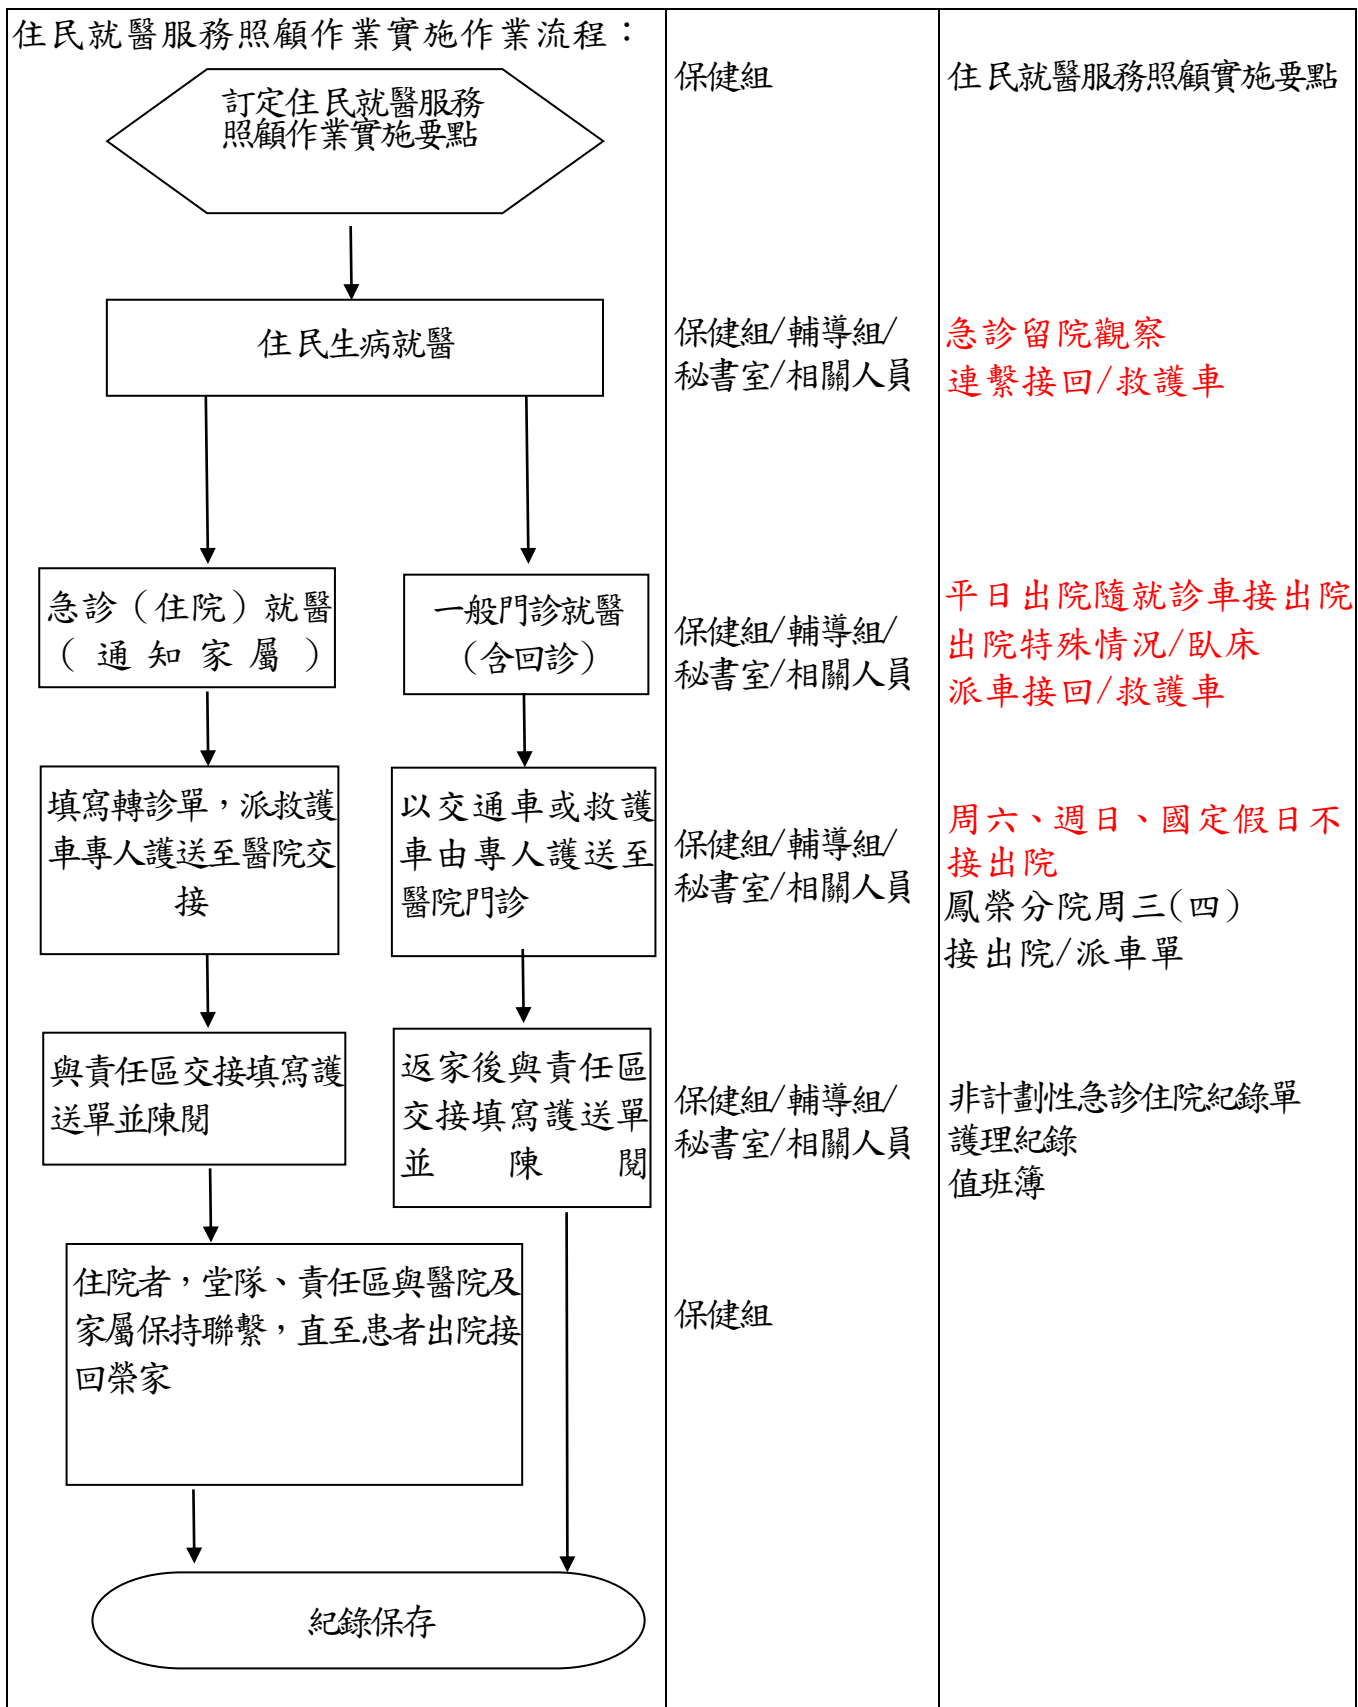 住民就醫服務照顧作業實施作業流程：
訂定住民就醫服務
照顧作業實施要點
保健組
住民就醫服務照顧實施要點
住民生病就醫
保健組/輔導組/
秘書室/相關人員
急診留院觀察
連繫接回/救護車
急診（住院）就醫
（通知家屬）
一般門診就醫
（含回診）
保健組/輔導組/
秘書室/相關人員
平日出院隨就診車接出院
出院特殊情況/臥床
派車接回/救護車
填寫轉診單，派救護
車專人護送至醫院交
接
以交通車或救護
車由專人護送至
醫院門診
保健組/輔導組/
秘書室/相關人員
周六、週日、國定假日不
接出院
鳳榮分院周三(四)
接出院/派車單
與責任區交接填寫護
送單並陳閱
返家後與責任區
交接填寫護送單
並陳閱
保健組/輔導組/
秘書室/相關人員
非計劃性急診住院紀錄單
護理紀錄
值班簿
住院者，堂隊、責任區與醫院及
家屬保持聯繫，直至患者出院接
回榮家
保健組
紀錄保存